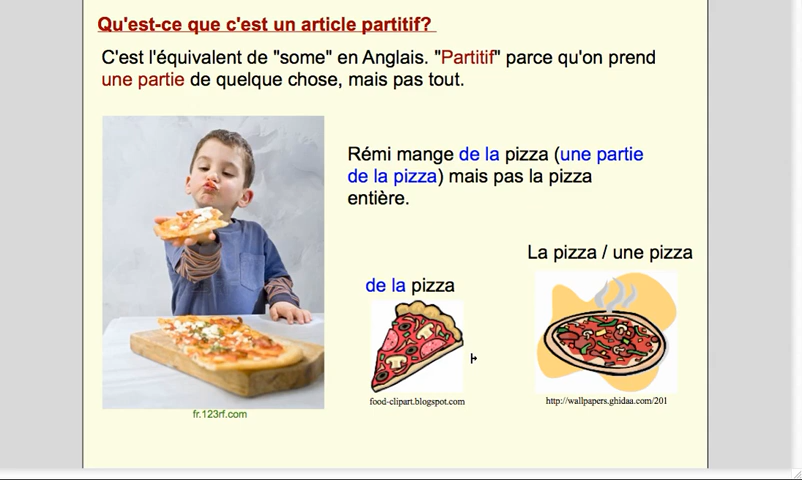 Qu'est-ce que c'est un article partitif?
C'est l'équivalent de "some" en Anglais. "Partitif" parce qu'on prend
une partie de quelque chose, mais pas tout.
Rémi mange de la pizza (une partie
de la pizza) mais pas la pizza
entière.
La pizza / une pizza
de la pizza
food-clipart.blogspot.com
http://wallpapers.ghidaa.com/201
fr.123rf.com